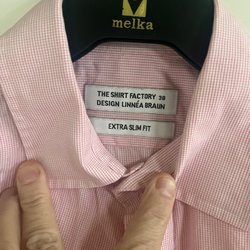 melka
THE SHIRT FACTORY 39
DESIGN LINNÉA BRAUN
EXTRA SLIM FIT